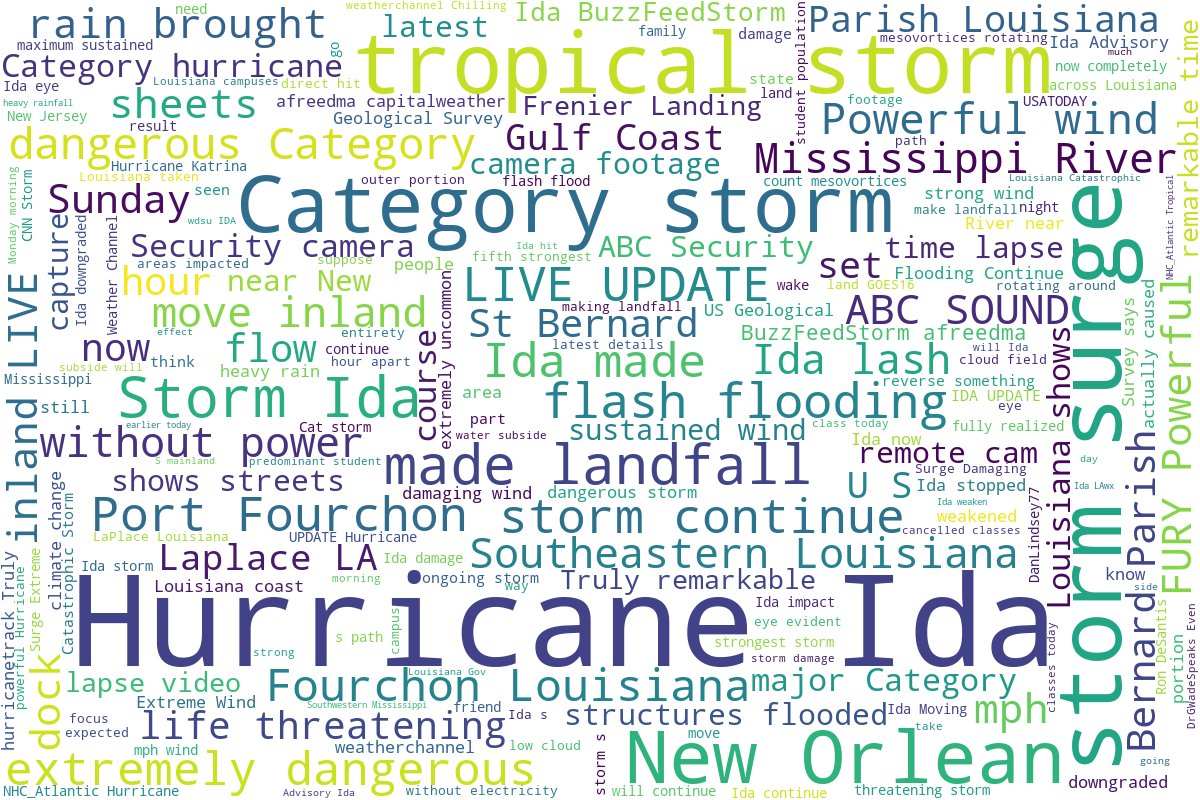 need
weatherchannel Chilling
Ida BuzzFeedStorm
rain brought
latest
Parish Louisiana
tropical storm
student population
remarkable time
maximum sustained
go
family
damage
mesovortices rotating
Ida Advisory
much
Category hurricane
now completely
Ida eye
Louisiana campuses
direct hit
state
across Louisiana
heavy rainfall
sheets
afreedma capitalweather
Frenier Landing
land
footage
USATODAY
New Jersey
result
Geological Survey
Powerful wind
dangerous Category
Gulf Coast
path
Mississippi River
Hurricane Katrina
camera footage
Louisiana taken
outer portion
flash flood
count mesovortices
Louisiana Catastrophic
Monday morning
CNN Storm
Sunday
seen
Category storm
strong wind
make landfall
night
NHC_Atlantic Tropical
wdsu IDA
River near
capture
Ida downgraded
Weather Channel
Security camera
Ida hit
ABC Security
time lapse
areas impacted
suppose
people
fifth strongest
set
Flooding Continue
storm surge
hour
near New
extremely uncommon
LIVE UPDATE
wake
land GOES16
rotating around
inland LIVE
move inland
making landfall
US Geological
ABC SOUND
St Bernard
effect
entirety
BuzzFeedStorm afreedma
Survey says
actually caused
now
think
flow
continue
hour apart
latest details
will Ida
cloud field
subside will
heavy rain
course
Ida made
Ida lash
Mississippi
reverse something
Storm Ida
area
flash flooding
IDA UPDATE
eye
still
earlier today
Cat storm
part
sustained wind
class today
fully realized
without power
water subside
Ida now
day
S mainland
predominant student
made landfall
remote cam
Louisiana shows
Bernard Parish
FURY Powerful
climate change
Catastrophic Storm
shows streets
damaging wind
dangerous storm
U S
Surge Damaging
Ida stopped
Ida LAwx
Port Fourchon
storm continue
Ida weaken
weakened
DanLindsey77
LaPlace Louisiana
UPDATE Hurricane
cancelled classes
hurricanetrack Truly
powerful Hurricane
Surge Extreme
Laplace LA
Ida damage
Southeastern Louisiana
Ida storm
morning
ongoing storm
way
Truly remarkable
know
Louisiana coast
side
Hurricane Ida
Ida impact
s path
campus
eye evident
strongest storm
strong
storm damage
classes today
Ron DeSantis
portion
DrGWadeSpeaks Even
dock
lapse video
Louisiana Gov
Fourchon Louisiana
major Category
Extreme Wind
Southwestern Mississippi
friend
Ida s
structures flooded
Ida Moving
mph
focus
expected
life threatening
take
mph wind
weatherchannel
low cloud
storm s
move
New Orlean
going
extremely dangerous
downgraded
NHC_Atlantic Hurricane
Advisory Ida
without electricity
will continue
Ida continue
threatening storm